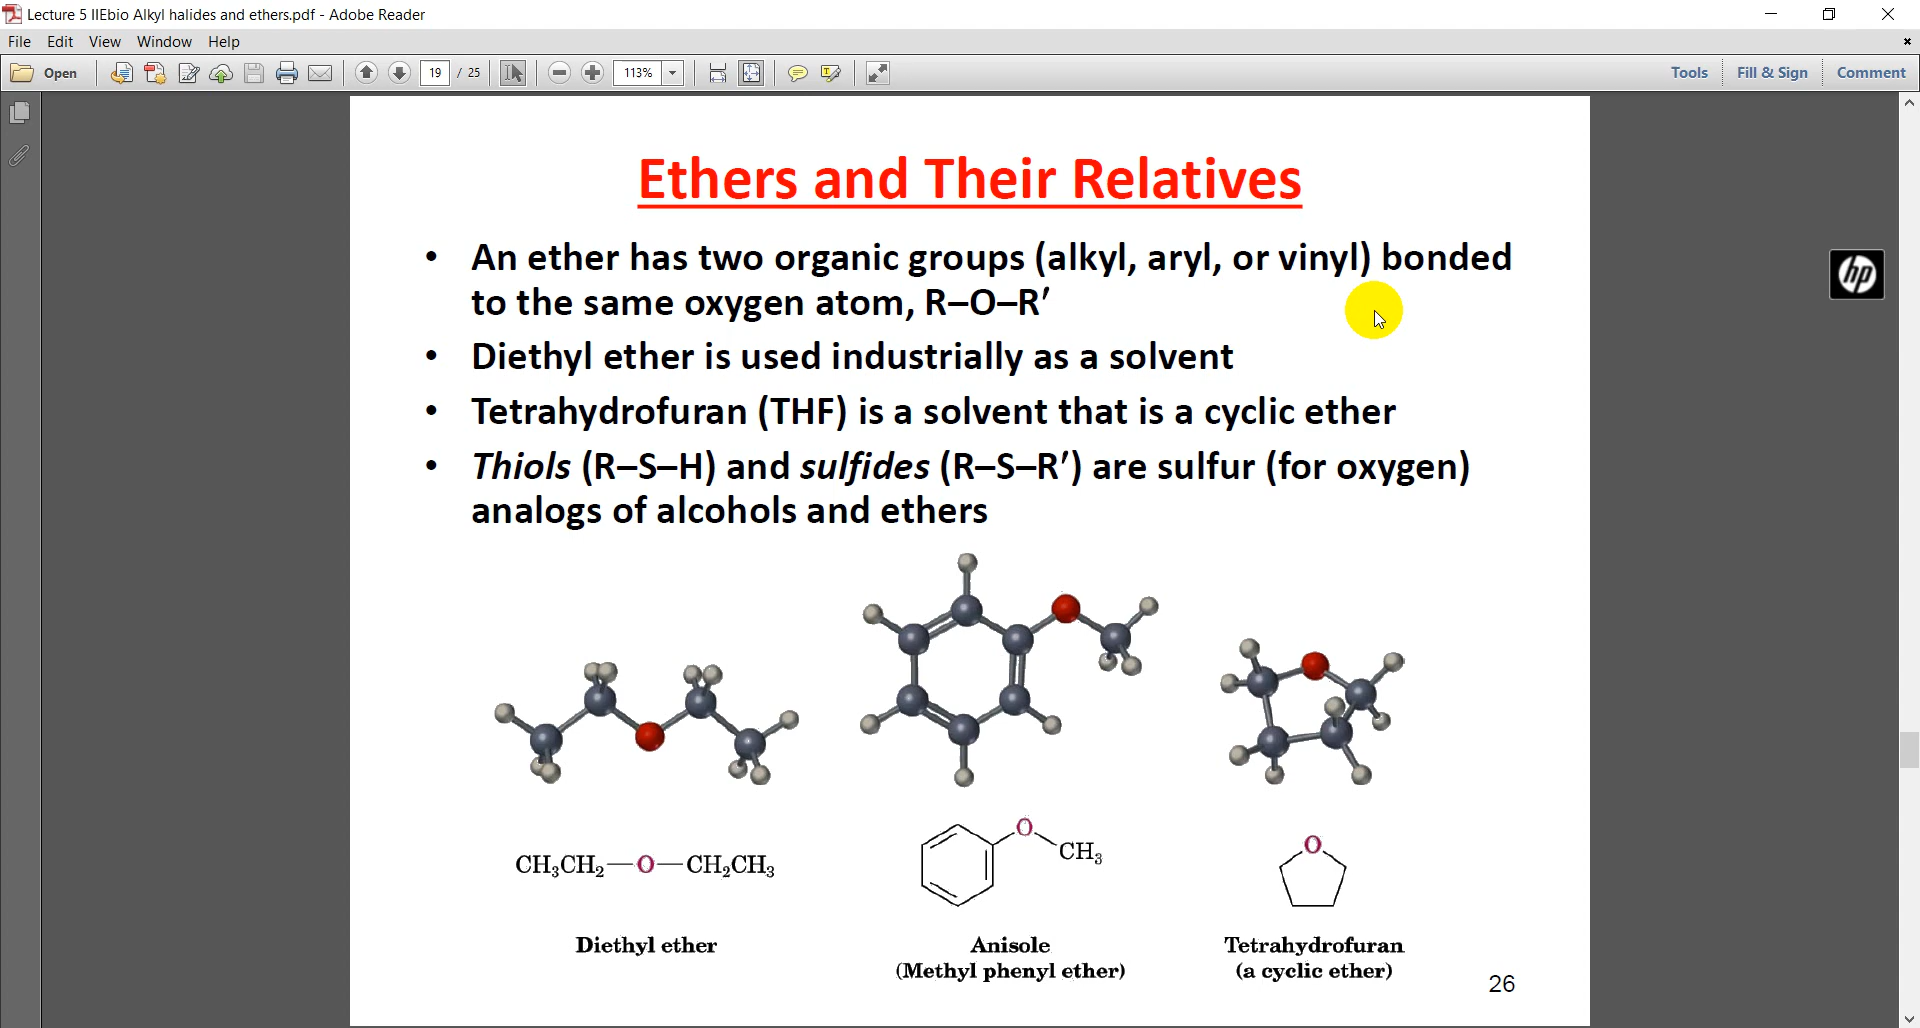 Lecture 5 IIEbio Alkyl halides and ethers.pdf - Adobe Reader
File Edit View Window Help
Open 19 / 25 113% Tools Fill & Sign Comment
Ethers and Their Relatives
• An ether has two organic groups (alkyl, aryl, or vinyl) bonded
to the same oxygen atom, R–O–R′
hp
• Diethyl ether is used industrially as a solvent
• Tetrahydrofuran (THF) is a solvent that is a cyclic ether
• Thiols (R–S–H) and sulfides (R–S–R′) are sulfur (for oxygen)
analogs of alcohols and ethers
CH₃CH₂—O—CH₂CH₃
O CH₃
O
Diethyl ether
Anisole
(Methyl phenyl ether)
Tetrahydrofuran
(a cyclic ether)
26